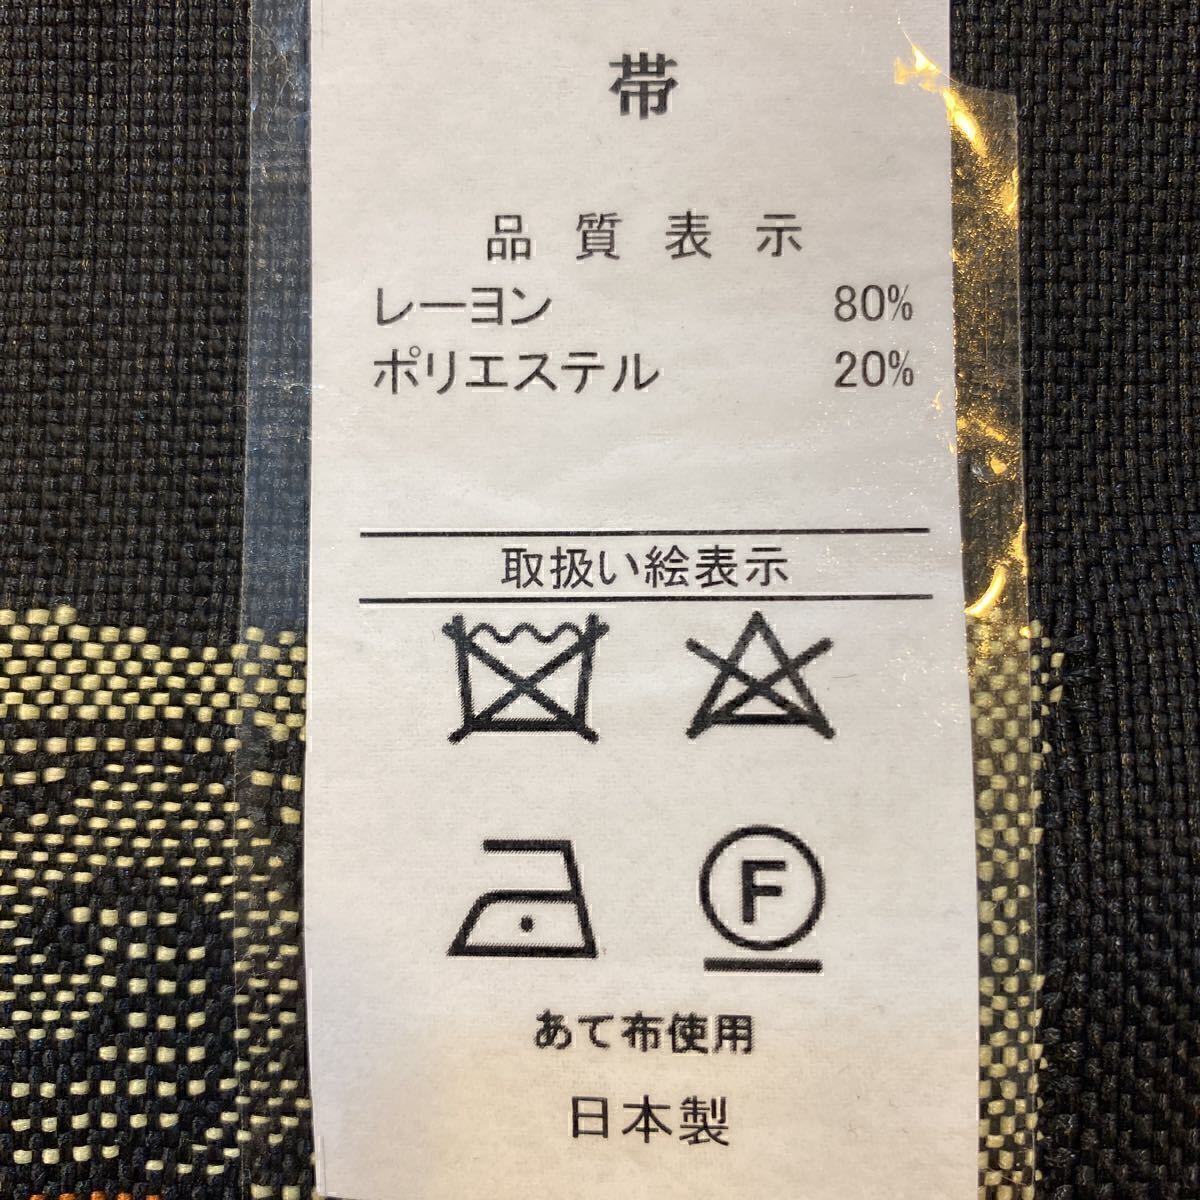 帯
品質表示
レーヨン 80%
ポリエステル 20%
取扱い絵表示
F
あて布使用
日本製